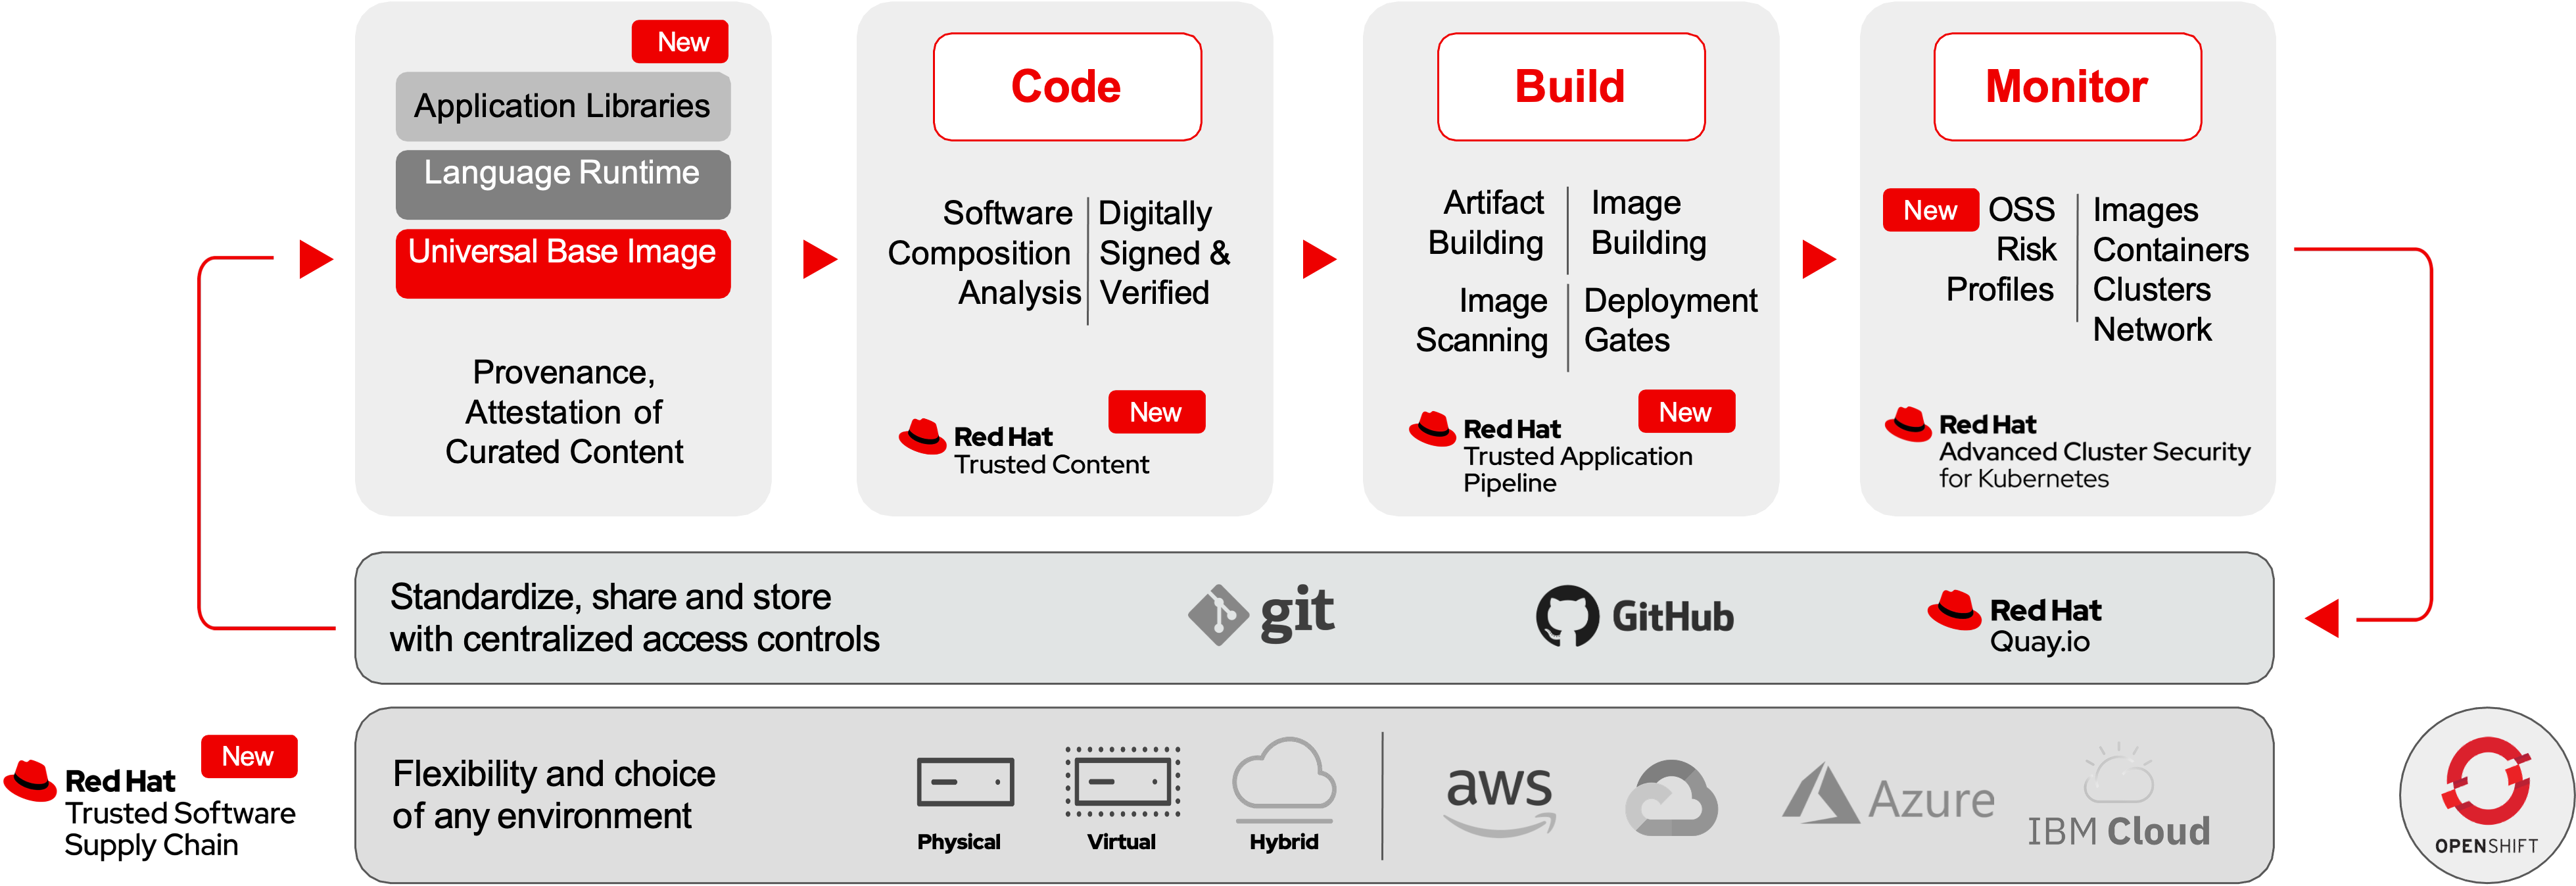 New
Application Libraries
Language Runtime
Universal Base Image
Provenance,
Attestation of
Curated Content
Code
Software
Composition
Analysis
Digitally
Signed &
Verified
New
Red Hat
Trusted Content
Build
Artifact
Building
Image
Building
Image
Scanning
Deployment
Gates
New
Red Hat
Trusted Application
Pipeline
Monitor
New
OSS
Risk
Profiles
Images
Containers
Clusters
Network
Red Hat
Advanced Cluster Security
for Kubernetes
Standardize, share and store
with centralized access controls
git
GitHub
Red Hat
Quay.io
New
Red Hat
Trusted Software
Supply Chain
Flexibility and choice
of any environment
Physical
Virtual
Hybrid
aws
Azure
IBM Cloud
OPENSHIFT